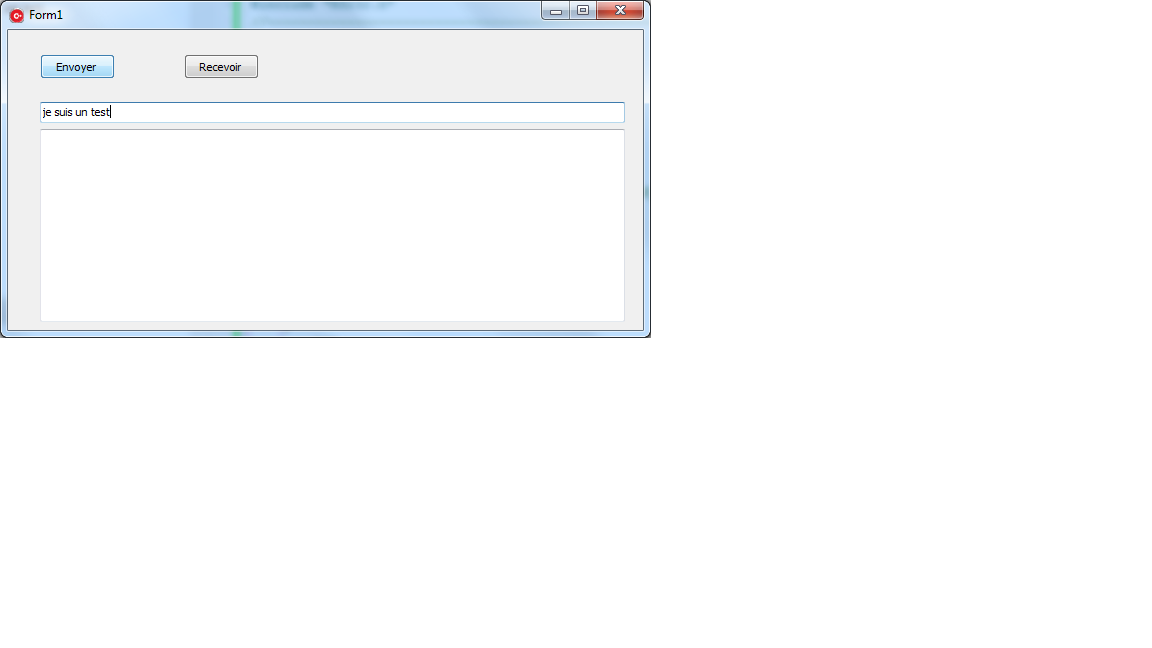 Form1
Envoyer
Recevoir
je suis un test